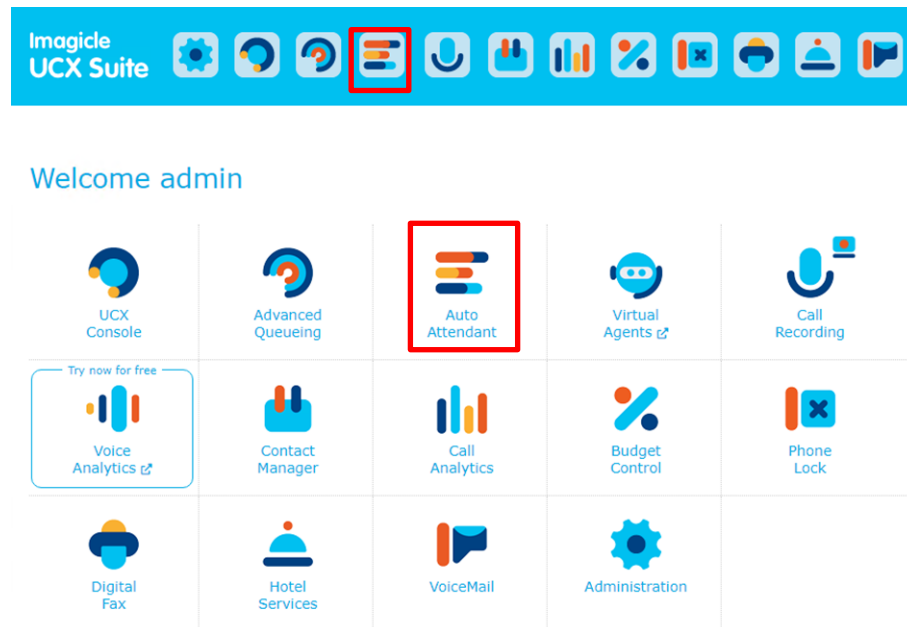 Imagicle
UCX Suite
Welcome admin
UCX
Console
Advanced
Queueing
Auto
Attendant
Virtual
Agents
Call
Recording
Try now for free
Voice
Analytics
Contact
Manager
Call
Analytics
Budget
Control
Phone
Lock
Digital
Fax
Hotel
Services
VoiceMail
Administration